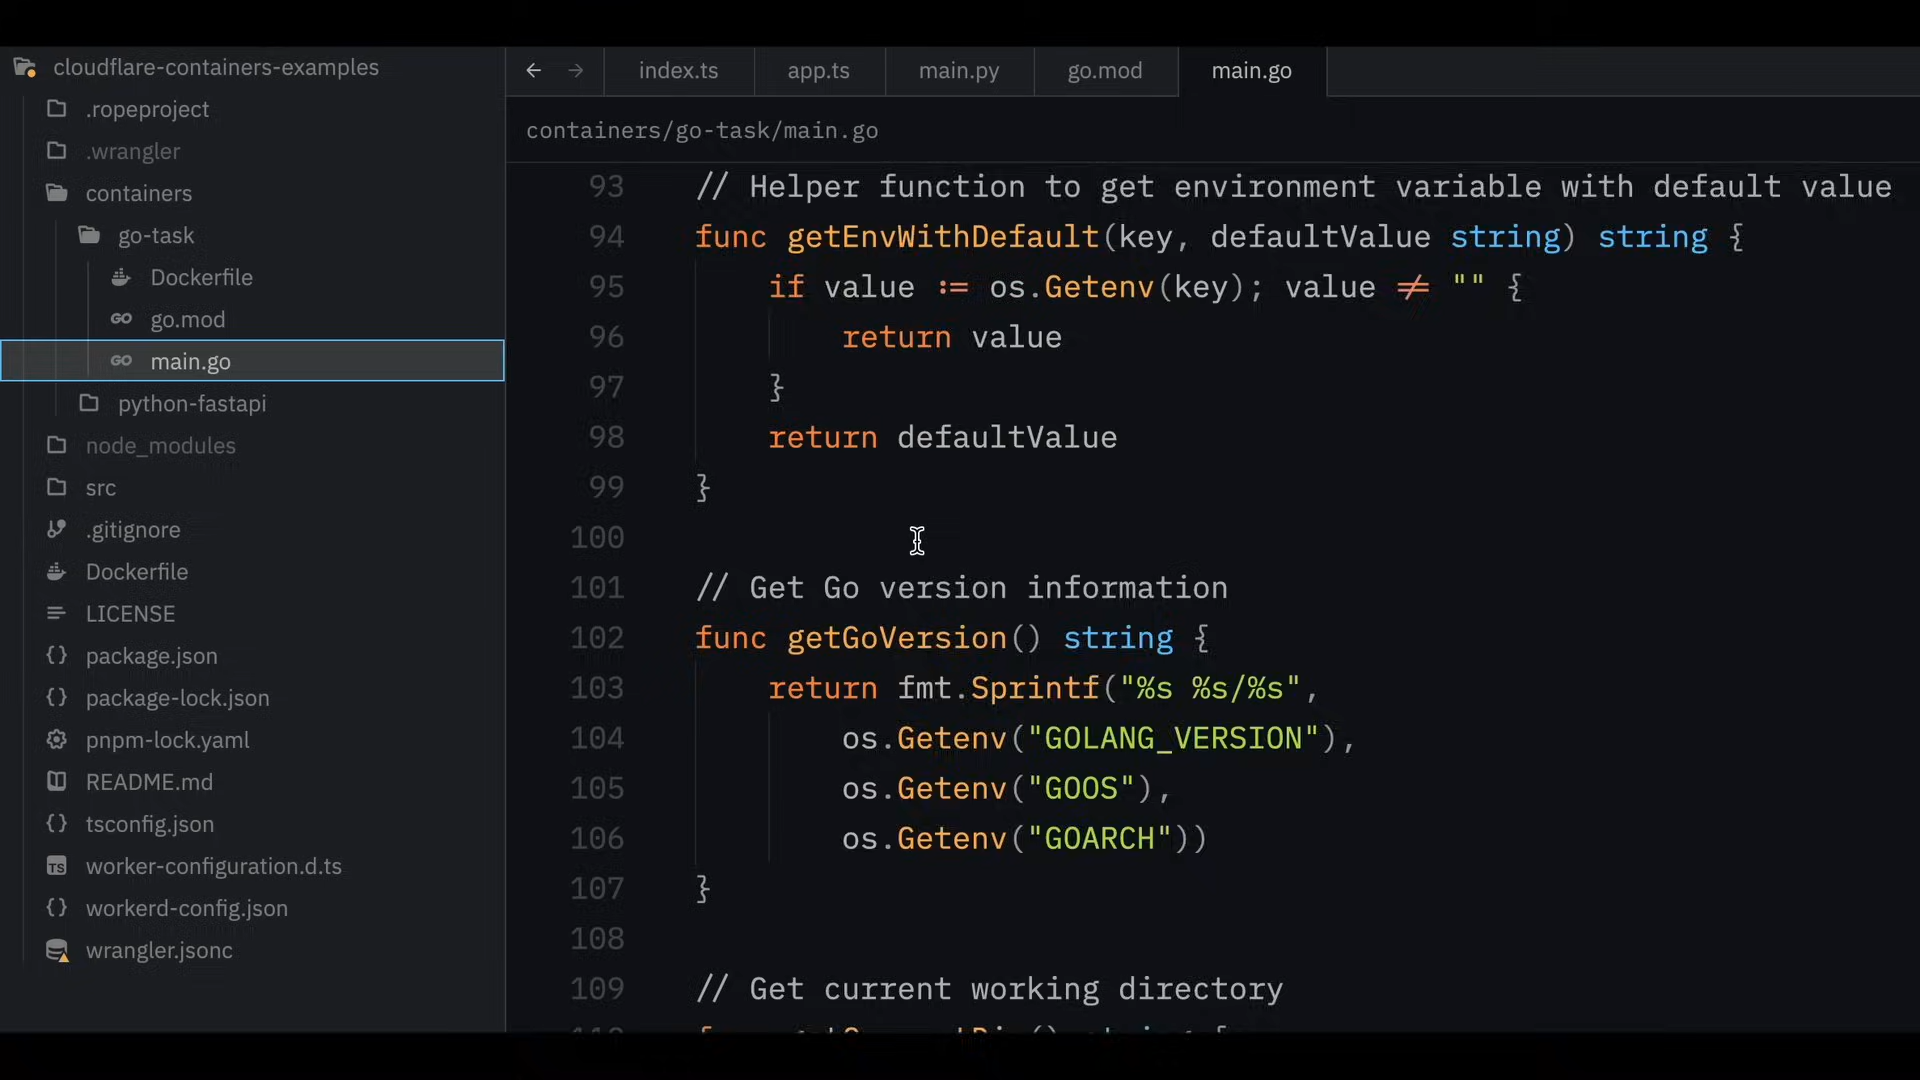 cloudflare-containers-examples
.ropeproject
.wrangler
containers
go-task
Dockerfile
go.mod
main.go
python-fastapi
node_modules
src
.gitignore
Dockerfile
LICENSE
package.json
package-lock.json
pnpm-lock.yaml
README.md
tsconfig.json
worker-configuration.d.ts
workerd-config.json
wrangler.jsonc
← → index.ts app.ts main.py go.mod main.go
containers/go-task/main.go
93 // Helper function to get environment variable with default value
94 func getEnvWithDefault(key, defaultValue string) string {
95 if value := os.Getenv(key); value ≠ "" {
96 return value
97 }
98 return defaultValue
99 }
100
101 // Get Go version information
102 func getGoVersion() string {
103 return fmt.Sprintf("%s %s/%s",
104 os.Getenv("GOLANG_VERSION"),
105 os.Getenv("GOOS"),
106 os.Getenv("GOARCH"))
107 }
108
109 // Get current working directory